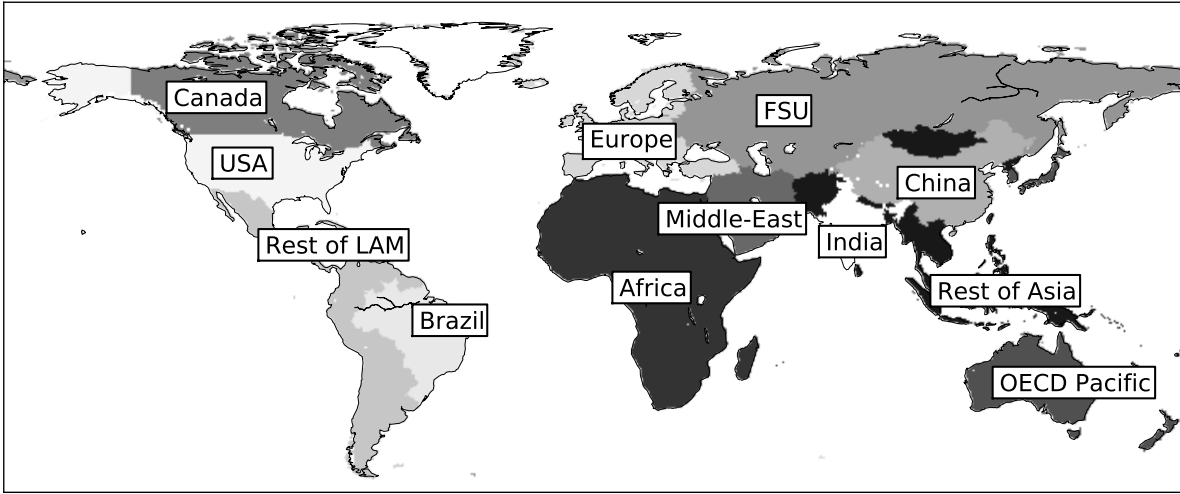 Canada
FSU
Europe
USA
China
Middle-East
India
Rest of LAM
Africa
Rest of Asia
Brazil
OECD Pacific